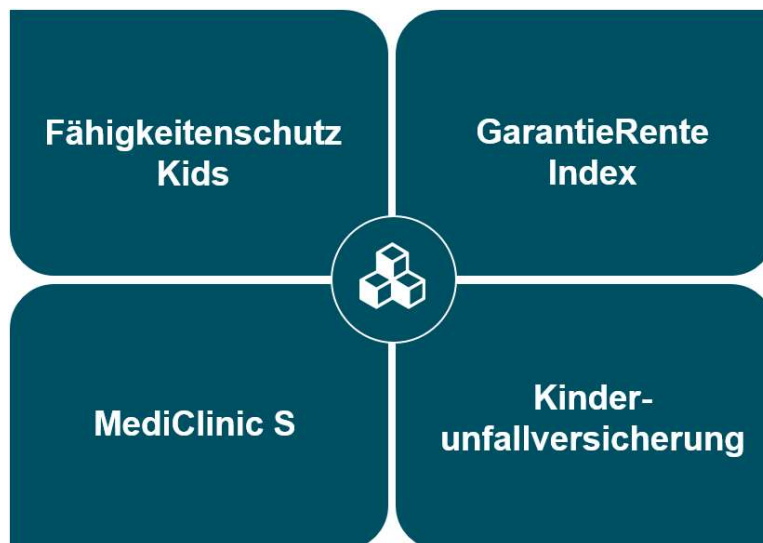 Fähigkeitenschutz
Kids
GarantieRente
Index
MediClinic S
Kinder-
unfallversicherung